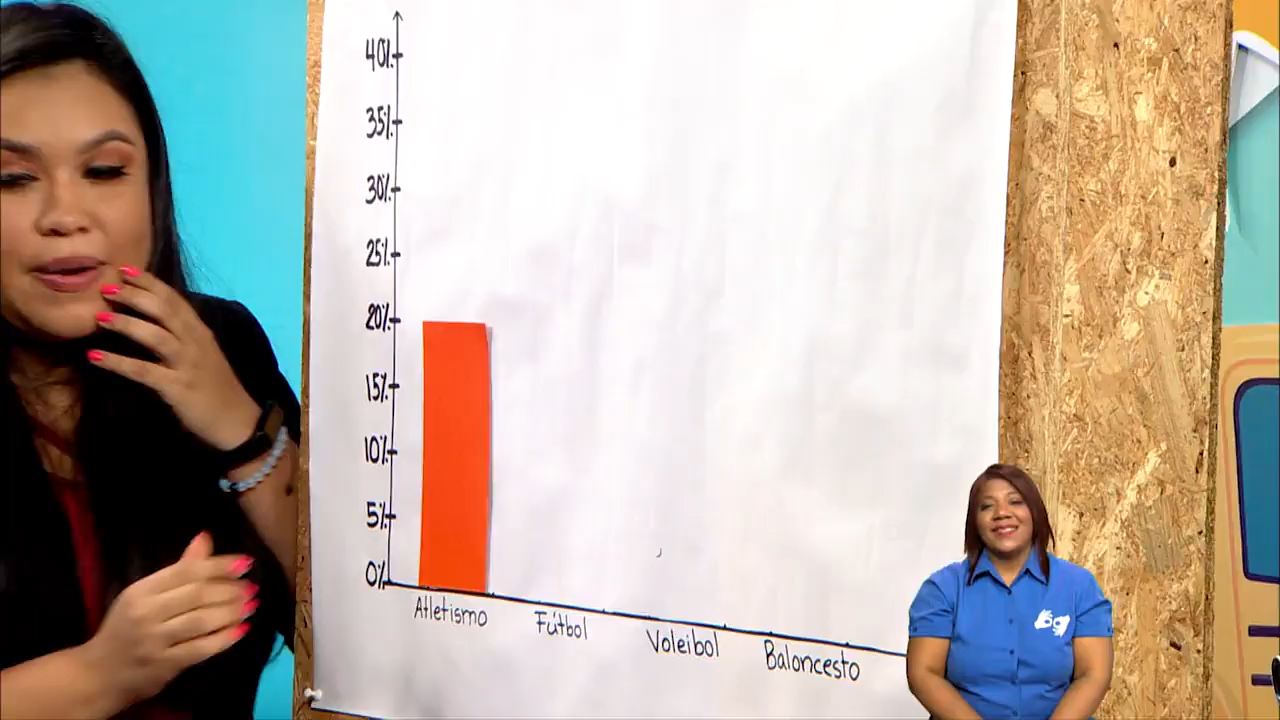 40%
35%
30%
25%
20%
15%
10%
5%
0%
Atletismo
Fútbol
Voleibol
Baloncesto